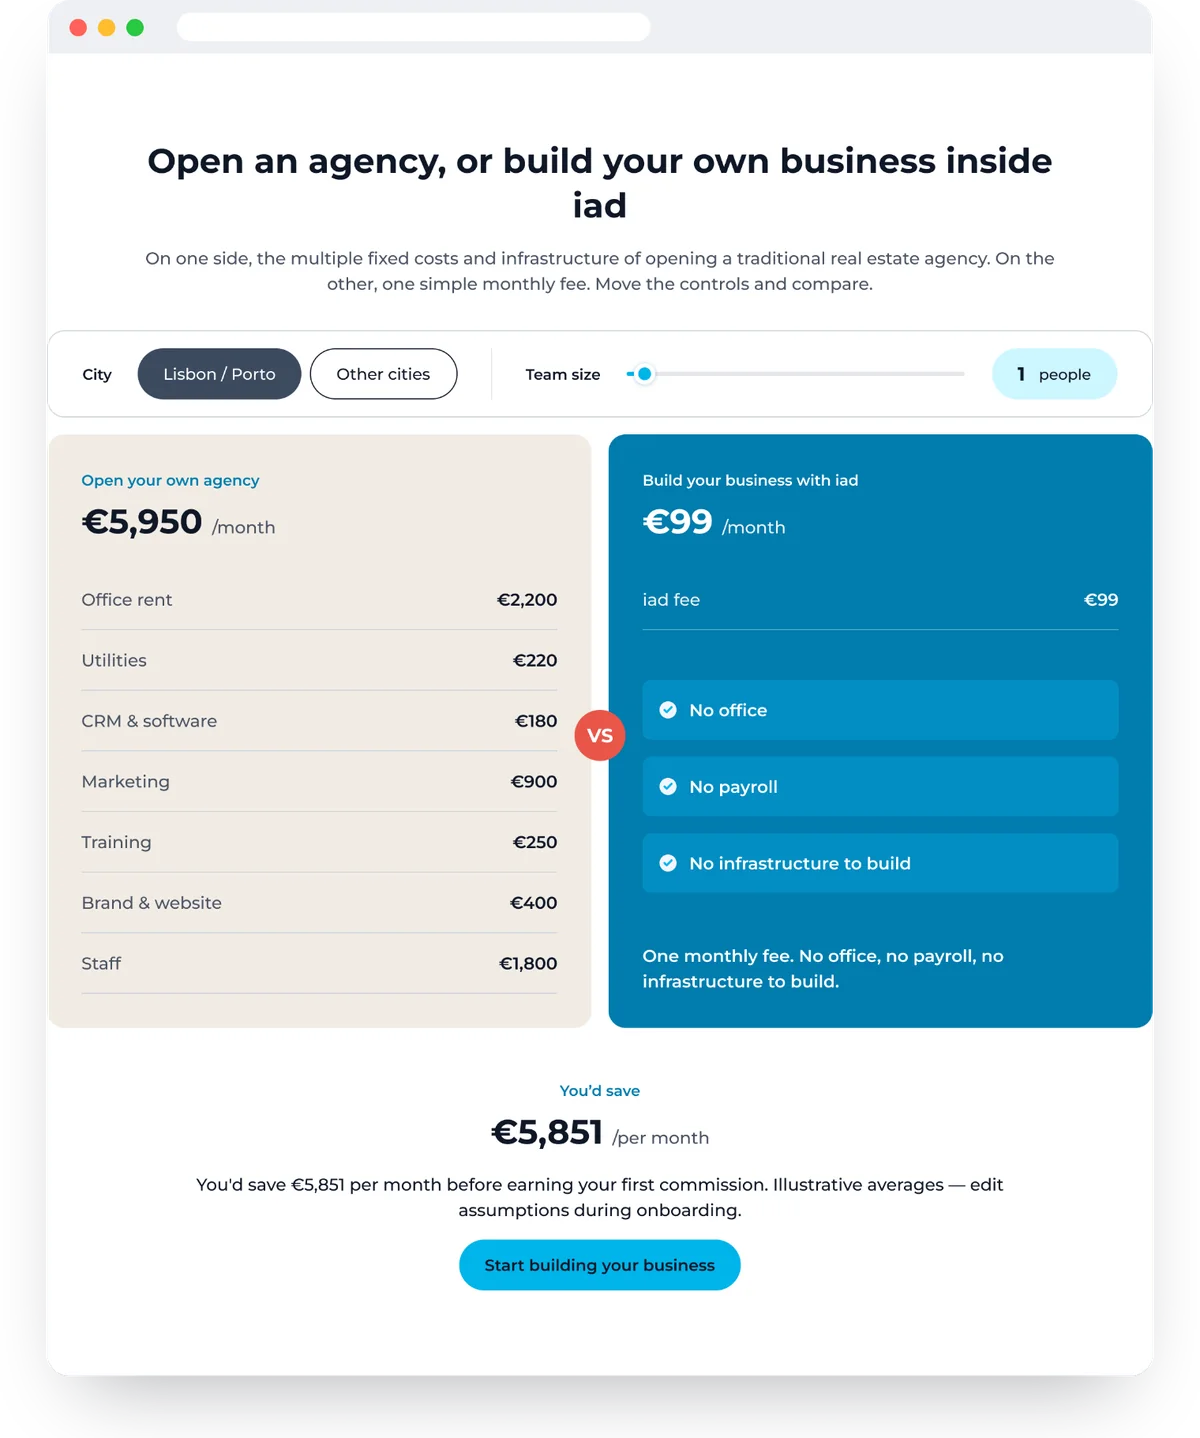 Open an agency, or build your own business inside
iad
On one side, the multiple fixed costs and infrastructure of opening a traditional real estate agency. On the
other, one simple monthly fee. Move the controls and compare.
City
Lisbon / Porto
Other cities
Team size
1 people
Open your own agency
€5,950 /month
Office rent €2,200
Utilities €220
CRM & software €180
Marketing €900
Training €250
Brand & website €400
Staff €1,800
VS
Build your business with iad
€99 /month
iad fee €99
No office
No payroll
No infrastructure to build
One monthly fee. No office, no payroll, no
infrastructure to build.
You’d save
€5,851 /per month
You'd save €5,851 per month before earning your first commission. Illustrative averages — edit
assumptions during onboarding.
Start building your business